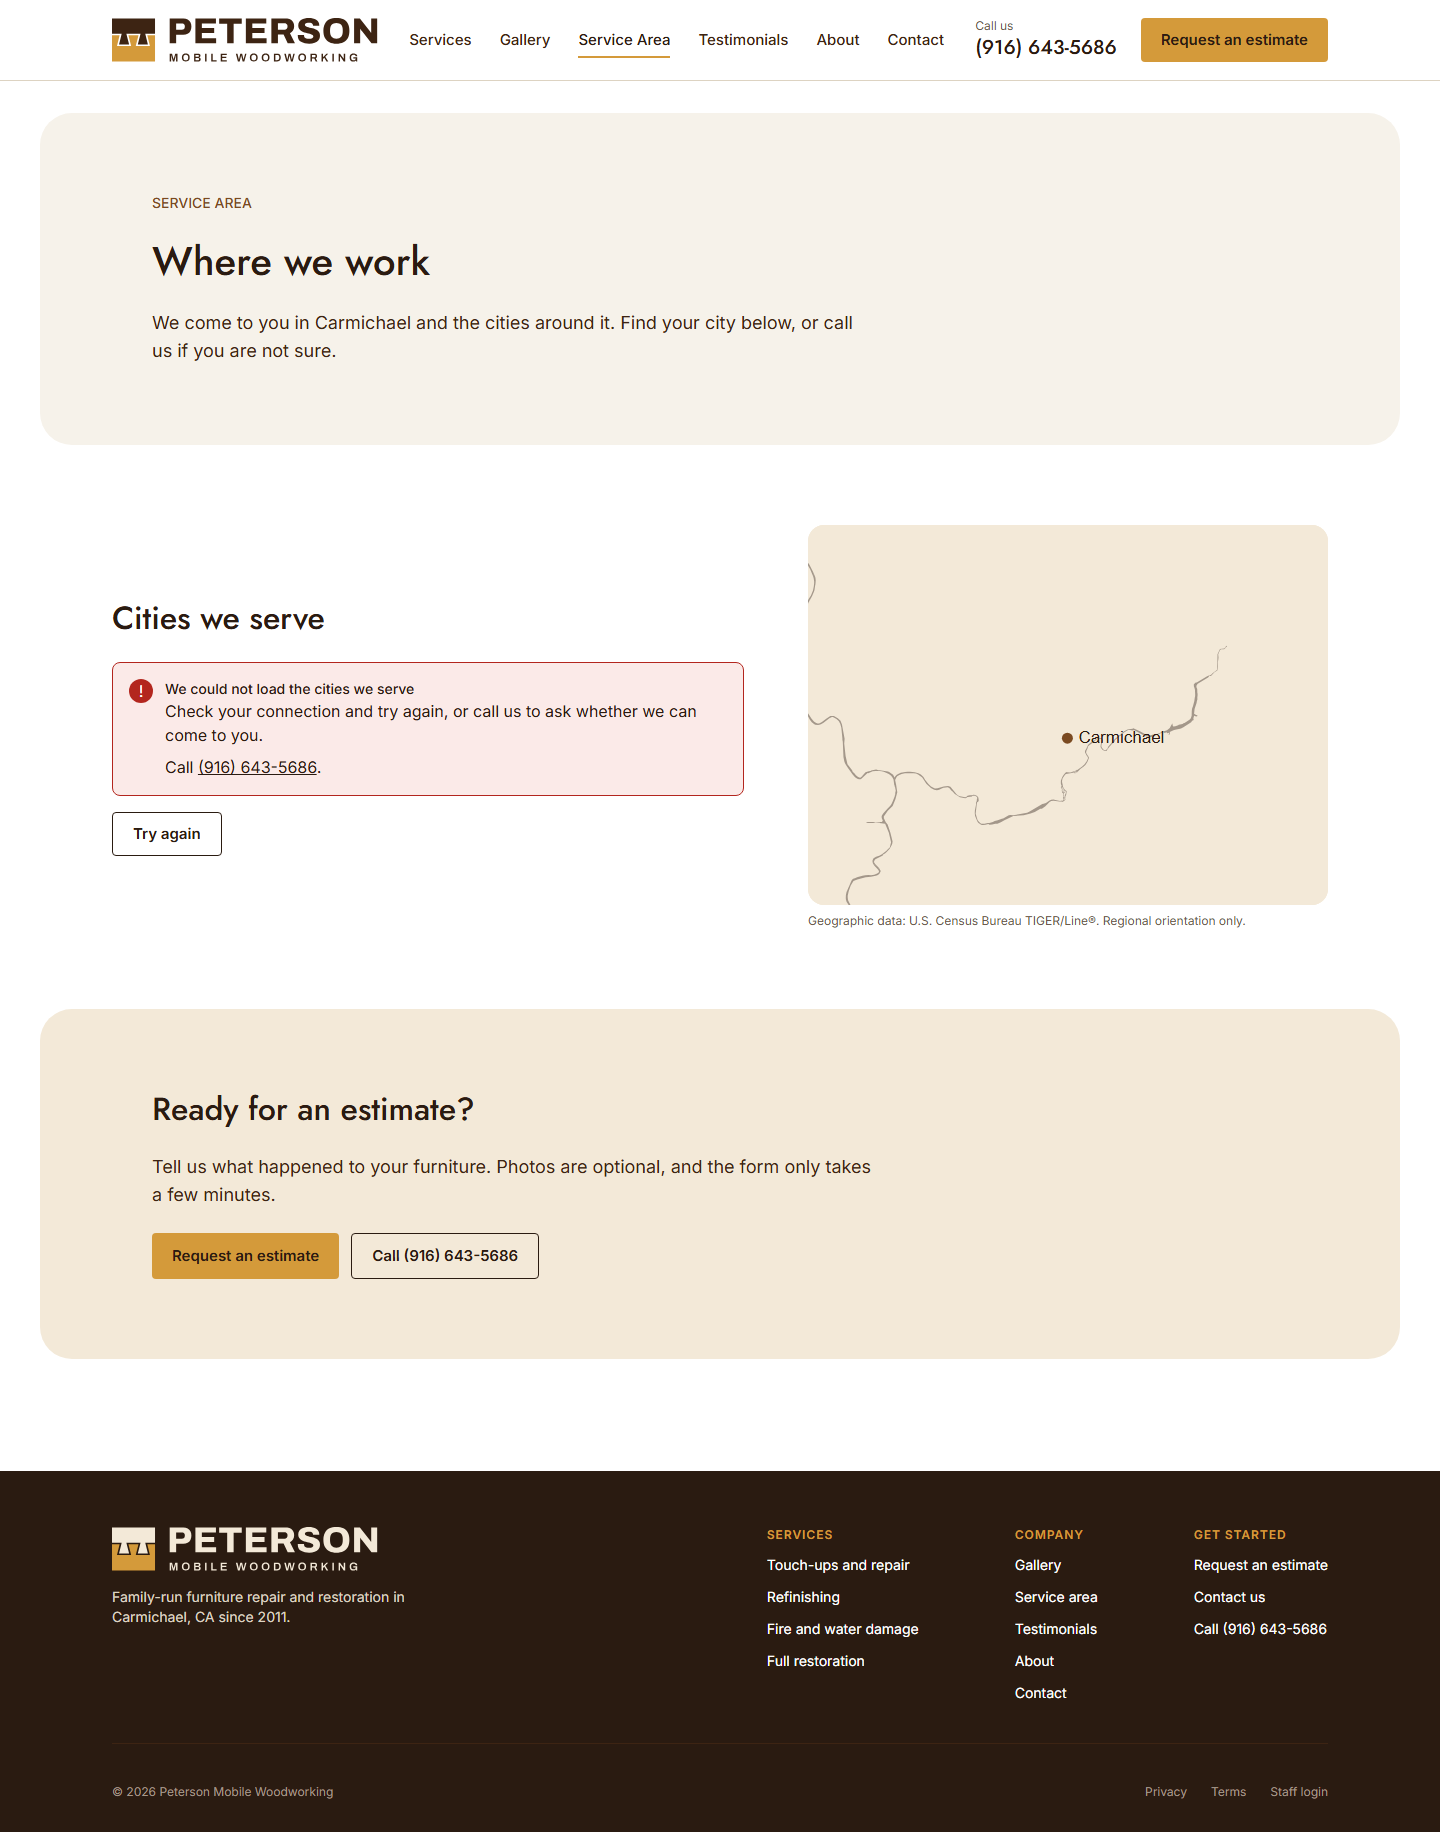 PETERSON
MOBILE WOODWORKING
Services
Gallery
Service Area
Testimonials
About
Contact
Call us
(916) 643-5686
Request an estimate
SERVICE AREA
Where we work
We come to you in Carmichael and the cities around it. Find your city below, or call
us if you are not sure.
Cities we serve
We could not load the cities we serve
Check your connection and try again, or call us to ask whether we can
come to you.
Call (916) 643-5686.
Try again
Carmichael
Geographic data: U.S. Census Bureau TIGER/Line®. Regional orientation only.
Ready for an estimate?
Tell us what happened to your furniture. Photos are optional, and the form only takes
a few minutes.
Request an estimate
Call (916) 643-5686
PETERSON
MOBILE WOODWORKING
Family-run furniture repair and restoration in
Carmichael, CA since 2011.
SERVICES
Touch-ups and repair
Refinishing
Fire and water damage
Full restoration
COMPANY
Gallery
Service area
Testimonials
About
Contact
GET STARTED
Request an estimate
Contact us
Call (916) 643-5686
© 2026 Peterson Mobile Woodworking
Privacy
Terms
Staff login